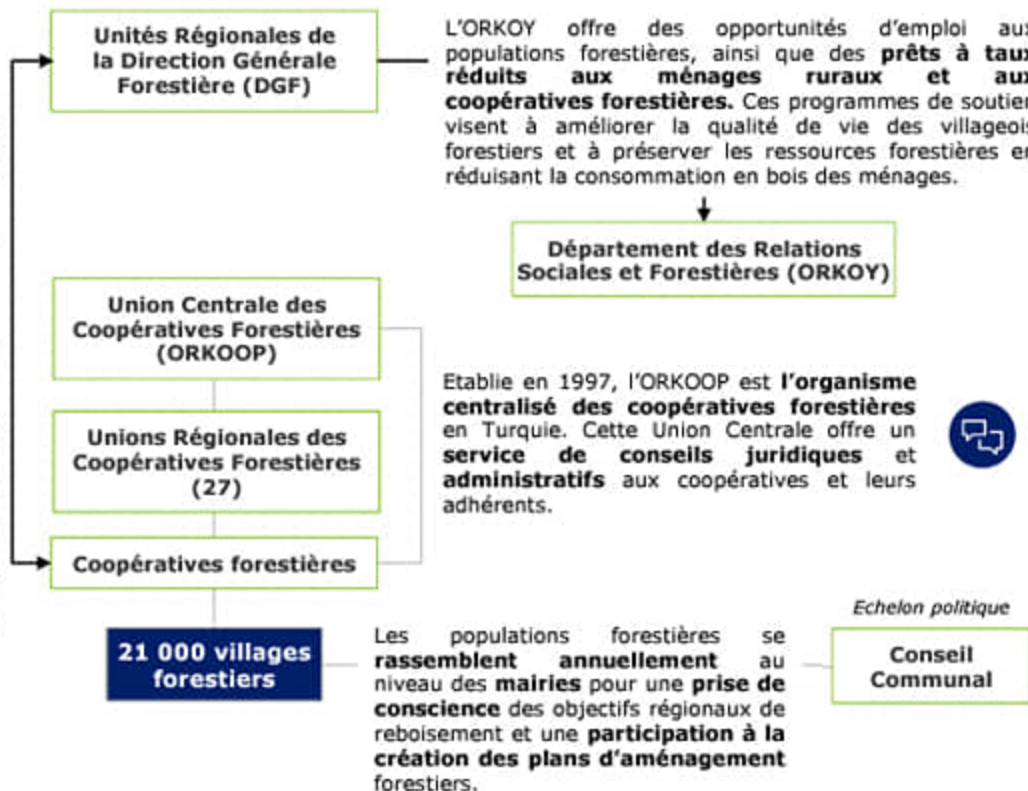 Unités Régionales de
la Direction Générale
Forestière (DGF)
L'ORKOY offre des opportunités d'emploi aux
populations forestières, ainsi que des prêts à taux
réduits aux ménages ruraux et aux
coopératives forestières. Ces programmes de soutien
visent à améliorer la qualité de vie des villageois
forestiers et à préserver les ressources forestières en
réduisant la consommation en bois des ménages.
Département des Relations
Sociales et Forestières (ORKOY)
Union Centrale des
Coopératives Forestières
(ORKOOP)
Unions Régionales des
Coopératives Forestières
(27)
Coopératives forestières
Etablie en 1997, l'ORKOOP est l'organisme
centralisé des coopératives forestières
en Turquie. Cette Union Centrale offre un
service de conseils juridiques et
administratifs aux coopératives et leurs
adhérents.
21 000 villages
forestiers
Les populations forestières se
rassemblent annuellement au
niveau des mairies pour une prise de
conscience des objectifs régionaux de
reboisement et une participation à la
création des plans d'aménagement
forestiers.
Echelon politique
Conseil
Communal